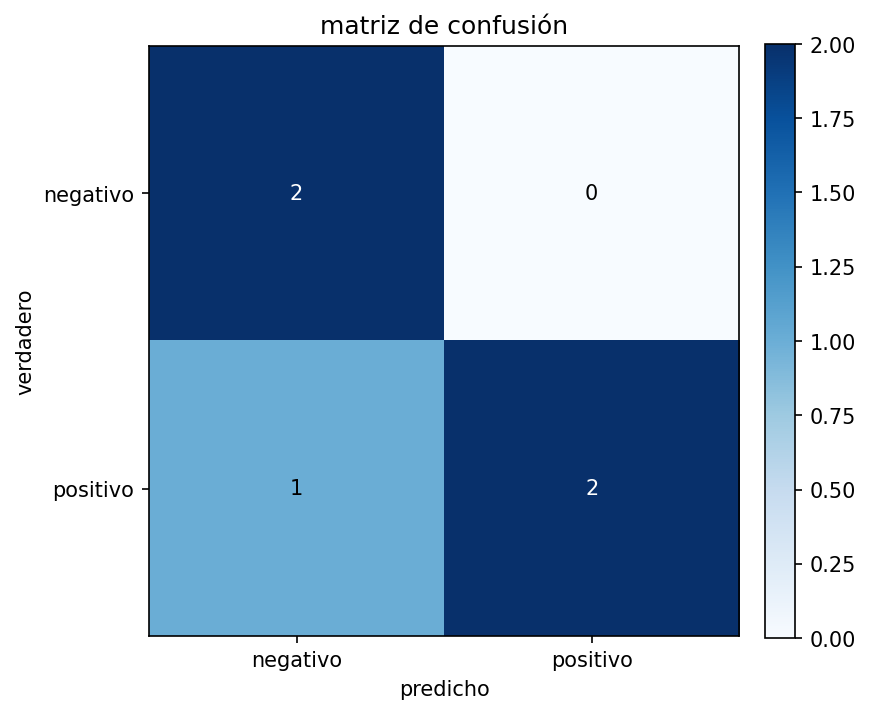 matriz de confusión
negativo
positivo
verdadero
2
0
1
2
negativo
positivo
predicho
2.00
1.75
1.50
1.25
1.00
0.75
0.50
0.25
0.00